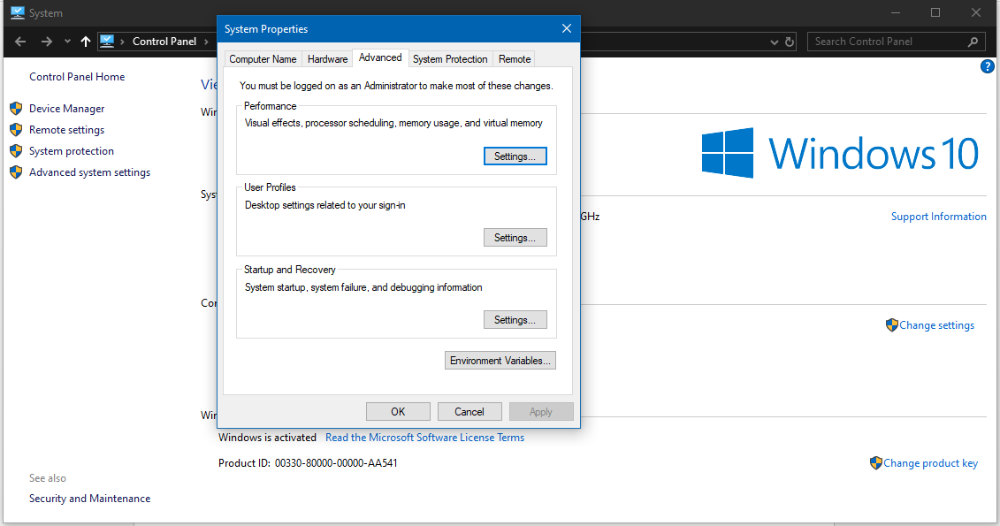 System
Control Panel
Search Control Panel
System Properties
Computer Name
Hardware
Advanced
System Protection
Remote
You must be logged on as an Administrator to make most of these changes.
Performance
Visual effects, processor scheduling, memory usage, and virtual memory
Settings...
User Profiles
Desktop settings related to your sign-in
Settings...
Startup and Recovery
System startup, system failure, and debugging information
Settings...
Environment Variables...
OK
Cancel
Apply
Control Panel Home
Device Manager
Remote settings
System protection
Advanced system settings
See also
Security and Maintenance
Vie
Win
Windows 10
Sys
GHz
Support Information
Con
Change settings
Win
Windows is activated Read the Microsoft Software License Terms
Product ID: 00330-80000-00000-AA541
Change product key
?